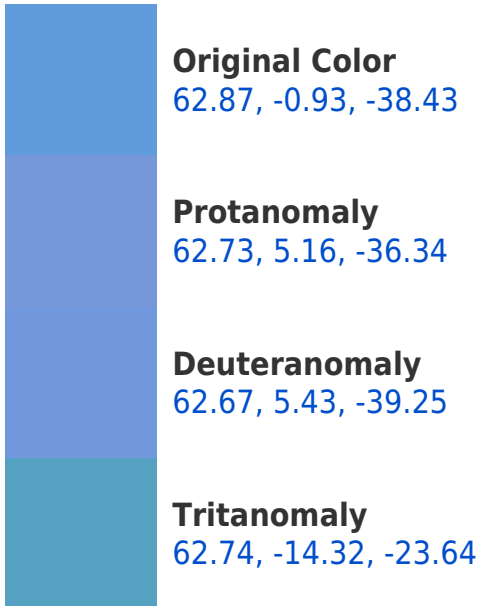 Original Color
62.87, -0.93, -38.43
Protanomaly
62.73, 5.16, -36.34
Deuteranomaly
62.67, 5.43, -39.25
Tritanomaly
62.74, -14.32, -23.64